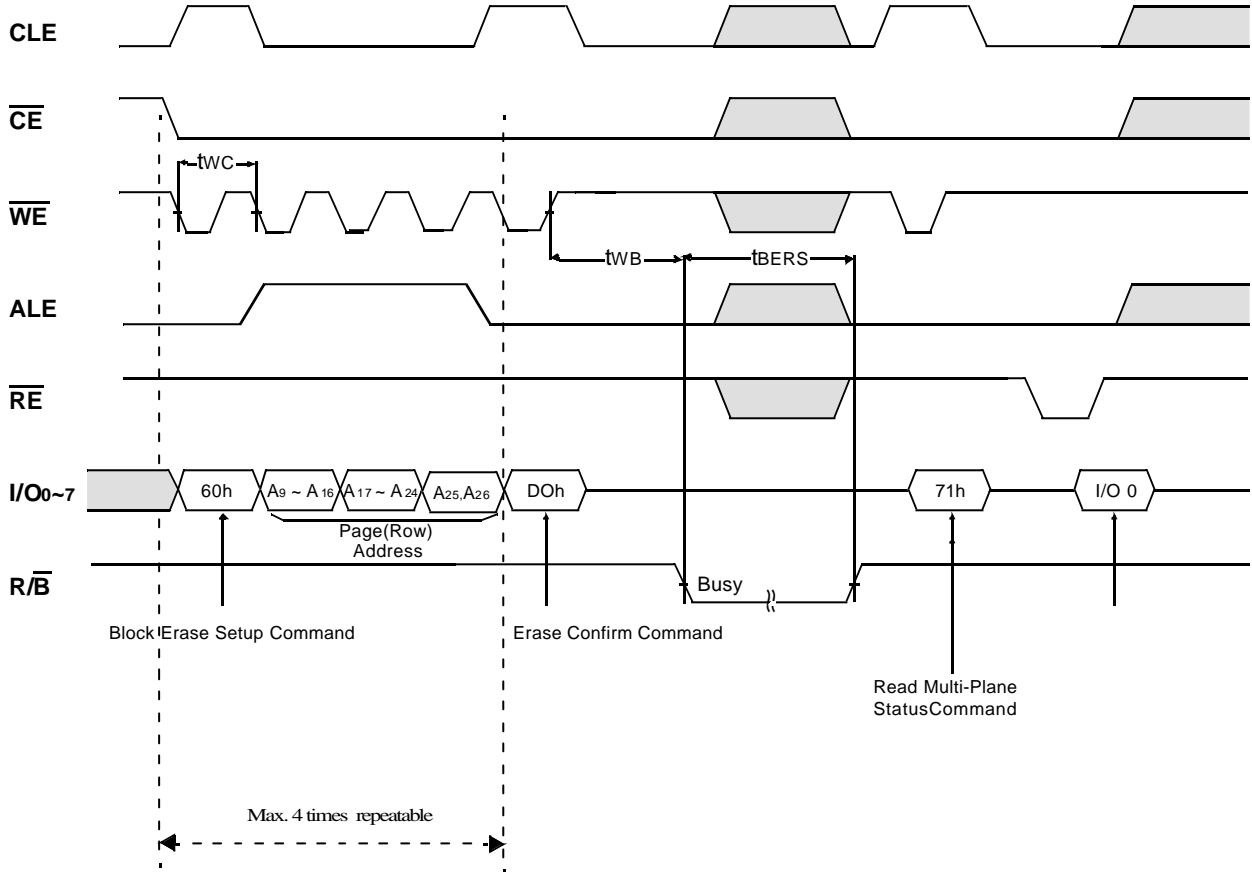 CLE
CE
tWC
WE
tWB
tBERS
ALE
RE
I/O0~7
60h
A9 ~ A16
A17 ~ A24
A25,A26
DOh
71h
I/O 0
Page(Row)
Address
R/B
Busy
Block Erase Setup Command
Erase Confirm Command
Read Multi-Plane
StatusCommand
Max. 4 times repeatable